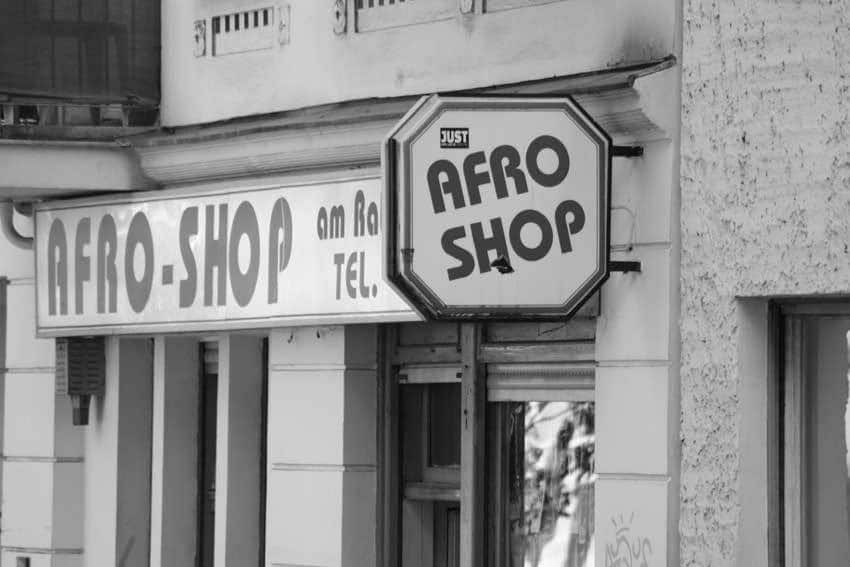 AFRO-SHOP
am Ra
TEL.
JUST
AFRO
SHOP